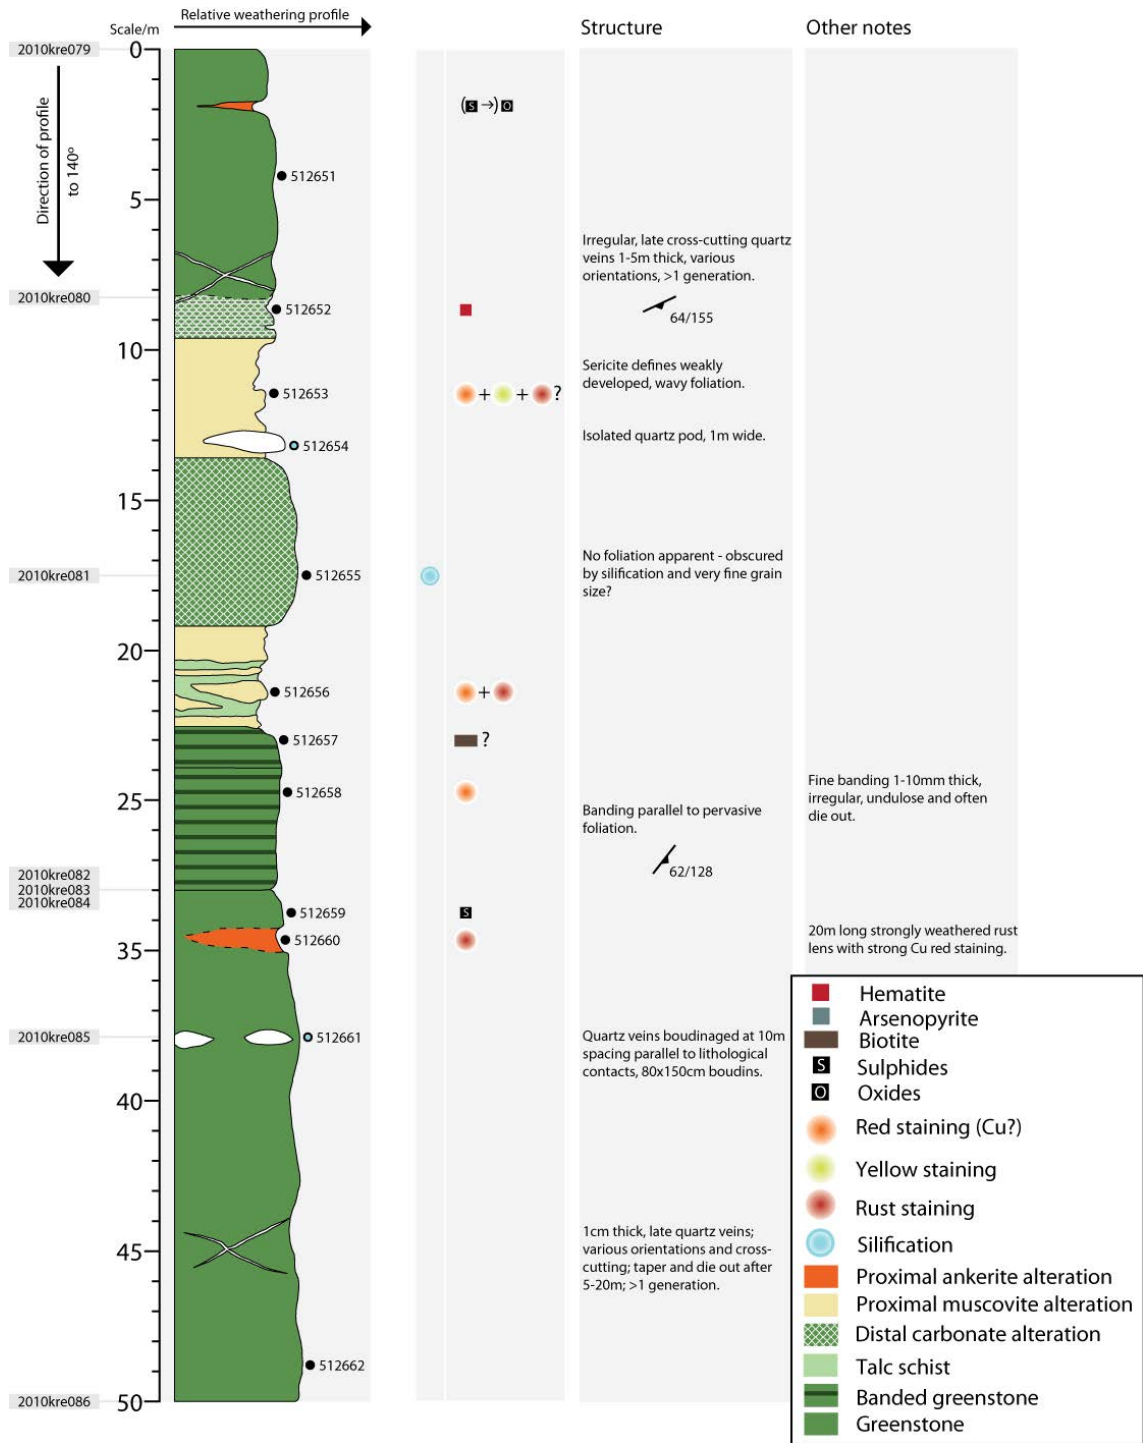 Relative weathering profile
Scale/m
Structure
Other notes
2010kre079
0
(S →) O
Direction of profile
to 140º
512651
5
Irregular, late cross-cutting quartz
veins 1-5m thick, various
orientations, >1 generation.
2010kre080
512652
64/155
10
Sericite defines weakly
developed, wavy foliation.
512653
+ + ?
Isolated quartz pod, 1m wide.
512654
15
No foliation apparent - obscured
by silification and very fine grain
size?
2010kre081
512655
20
512656
+
512657
?
512658
Fine banding 1-10mm thick,
irregular, undulose and often
die out.
25
Banding parallel to pervasive
foliation.
62/128
2010kre082
2010kre083
2010kre084
512659
S
512660
20m long strongly weathered rust
lens with strong Cu red staining.
35
2010kre085
512661
Quartz veins boudinaged at 10m
spacing parallel to lithological
contacts, 80x150cm boudins.
40
1cm thick, late quartz veins;
various orientations and cross-
cutting; taper and die out after
5-20m; >1 generation.
45
512662
2010kre086
50
Hematite
Arsenopyrite
Biotite
S Sulphides
O Oxides
Red staining (Cu?)
Yellow staining
Rust staining
Silification
Proximal ankerite alteration
Proximal muscovite alteration
Distal carbonate alteration
Talc schist
Banded greenstone
Greenstone